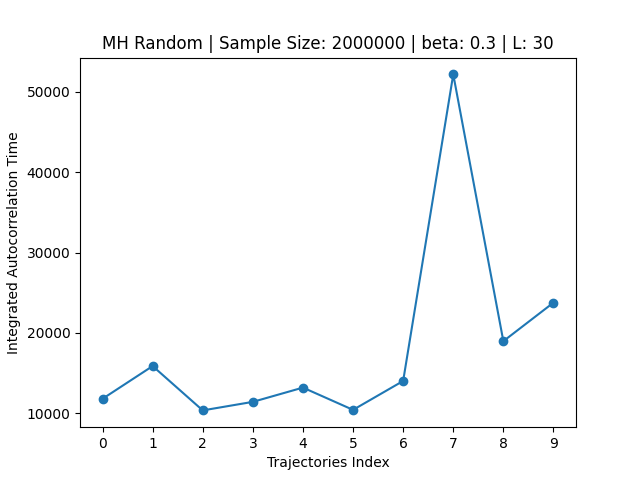 MH Random | Sample Size: 2000000 | beta: 0.3 | L: 30
Integrated Autocorrelation Time
50000
40000
30000
20000
10000
0 1 2 3 4 5 6 7 8 9
Trajectories Index